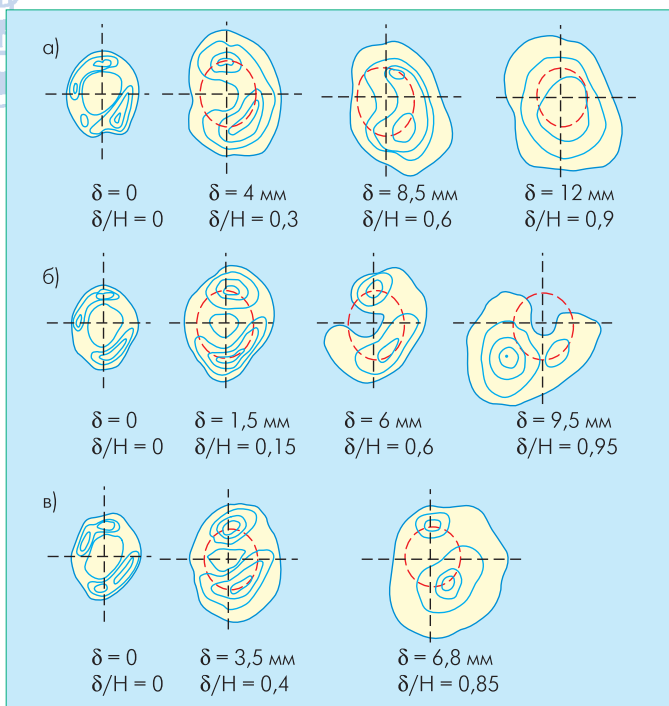 а)
δ = 0 δ = 4 мм δ = 8,5 мм δ = 12 мм
δ/H = 0 δ/H = 0,3 δ/H = 0,6 δ/H = 0,9
б)
δ = 0 δ = 1,5 мм δ = 6 мм δ = 9,5 мм
δ/H = 0 δ/H = 0,15 δ/H = 0,6 δ/H = 0,95
в)
δ = 0 δ = 3,5 мм δ = 6,8 мм
δ/H = 0 δ/H = 0,4 δ/H = 0,85